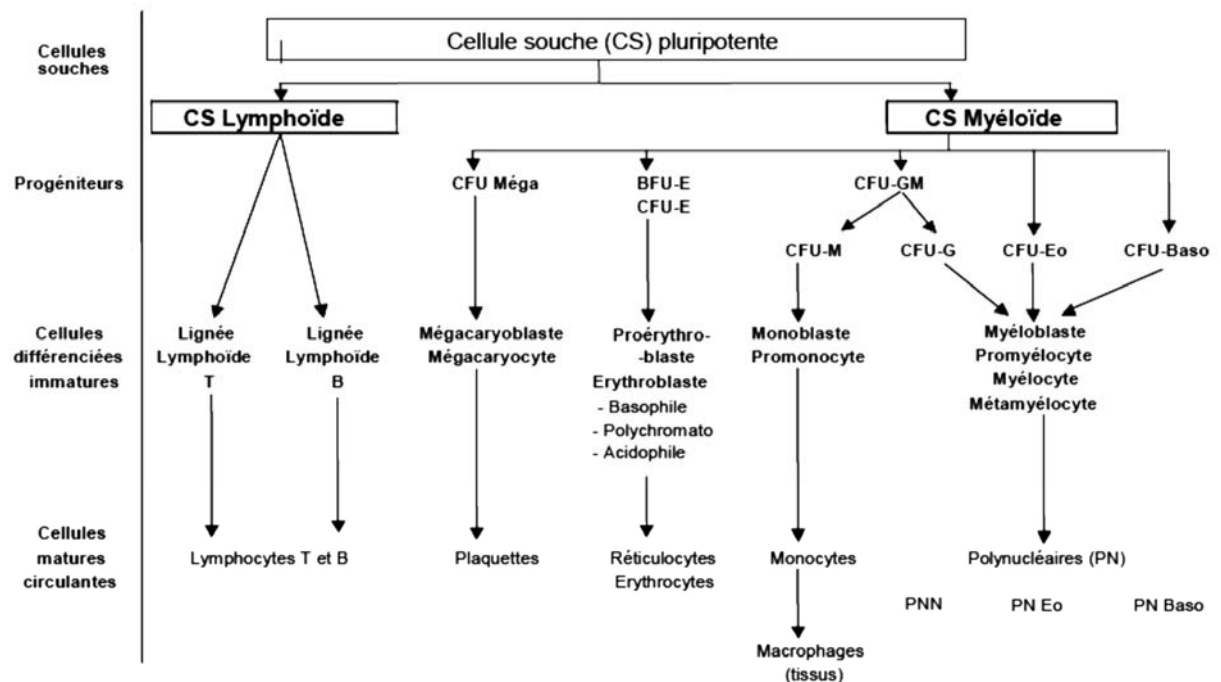 Cellules
souches
Cellule souche (CS) pluripotente
CS Lymphoïde
CS Myéloïde
Progéniteurs
CFU Méga
BFU-E
CFU-E
CFU-GM
CFU-M
CFU-G
CFU-Eo
CFU-Baso
Cellules
différenciées
immatures
Lignée
Lymphoïde
T
Lignée
Lymphoïde
B
Mégacaryoblaste
Mégacaryocyte
Proérythro-
-blaste
Erythroblaste
- Basophile
- Polychromato
- Acidophile
Monoblaste
Promonocyte
Myéloblaste
Promyélocyte
Myélocyte
Métamyélocyte
Cellules
matures
circulantes
Lymphocytes T et B
Plaquettes
Réticulocytes
Erythrocytes
Monocytes
Macrophages
(tissus)
Polynucléaires (PN)
PNN
PN Eo
PN Baso